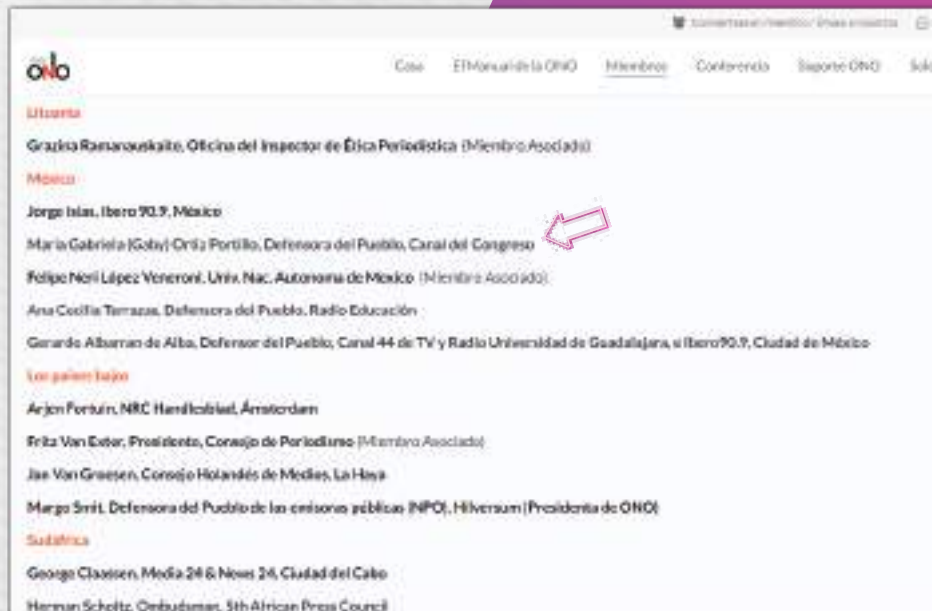 ono
Casa El Manual de la ONO Miembros Conferencia Soporte ONO
Lituania
Grazina Ramanauskaite, Oficina del Inspector de Ética Periodística (Miembro Asociado)
México
Jorge Islas, Ibero 90.9, México
Maria Gabriela (Gaby) Ortiz Portillo, Defensora del Pueblo, Canal del Congreso
Felipe Neri López Veneroni, Univ. Nac. Autonoma de Mexico (Miembro Asociado)
Ana Cecilia Terrazas, Defensora del Pueblo, Radio Educación
Gerardo Albarran de Alba, Defensor del Pueblo, Canal 44 de TV y Radio Universidad de Guadalajara, e Ibero90.9, Ciudad de México
Los países bajos
Arjen Fortuin, NRC Handlesblad, Ámsterdam
Fritz Van Exter, Presidente, Consejo de Periodismo (Miembro Asociado)
Jan Van Groesen, Consejo Holandés de Medios, La Haya
Margo Smit, Defensora del Pueblo de las emisoras públicas (NPO), Hilversum (Presidenta de ONO)
Sudáfrica
George Claassen, Media 24 & News 24, Ciudad del Cabo
Herman Scholtz, Ombudsman, Sth African Press Council